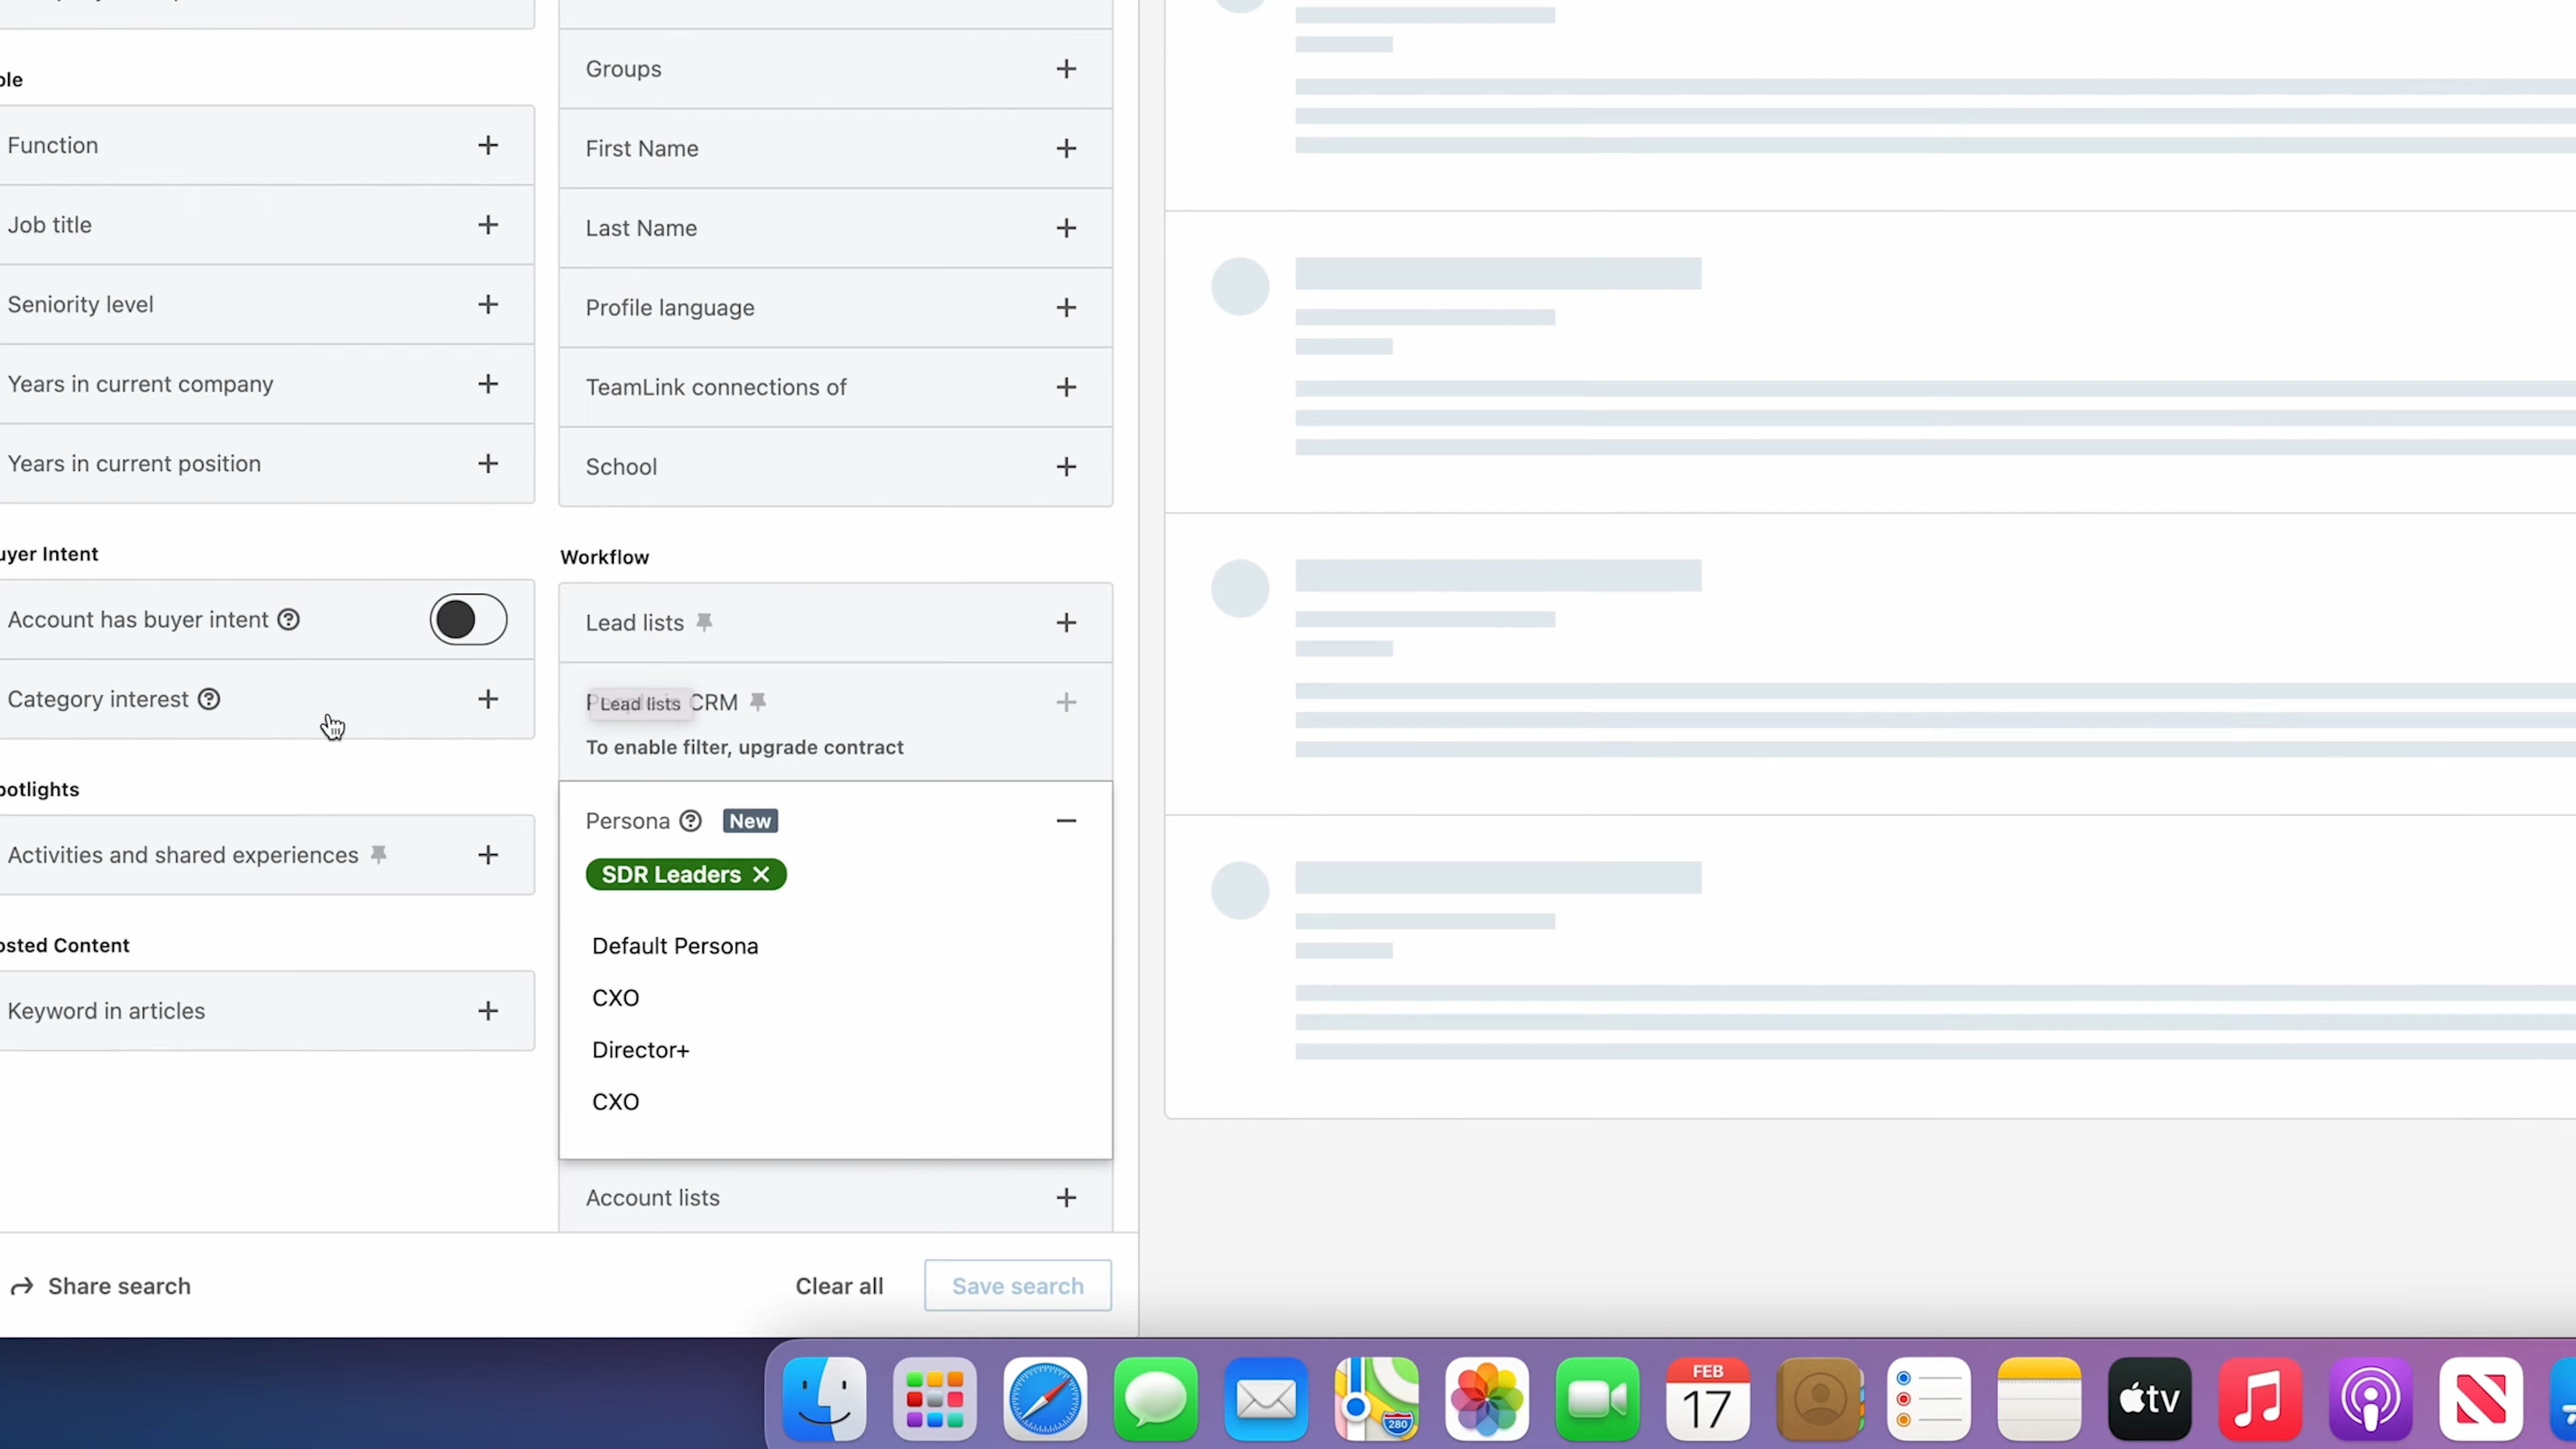 ole
Function
Job title
Seniority level
Years in current company
Years in current position
uyer Intent
Account has buyer intent
Category interest
potlights
Activities and shared experiences
osted Content
Keyword in articles
Groups
First Name
Last Name
Profile language
TeamLink connections of
School
Workflow
Lead lists
CRM
Lead lists
To enable filter, upgrade contract
Persona New
SDR Leaders
Default Persona
CXO
Director+
CXO
Account lists
Share search
Clear all
Save search
FEB
17
280
tv